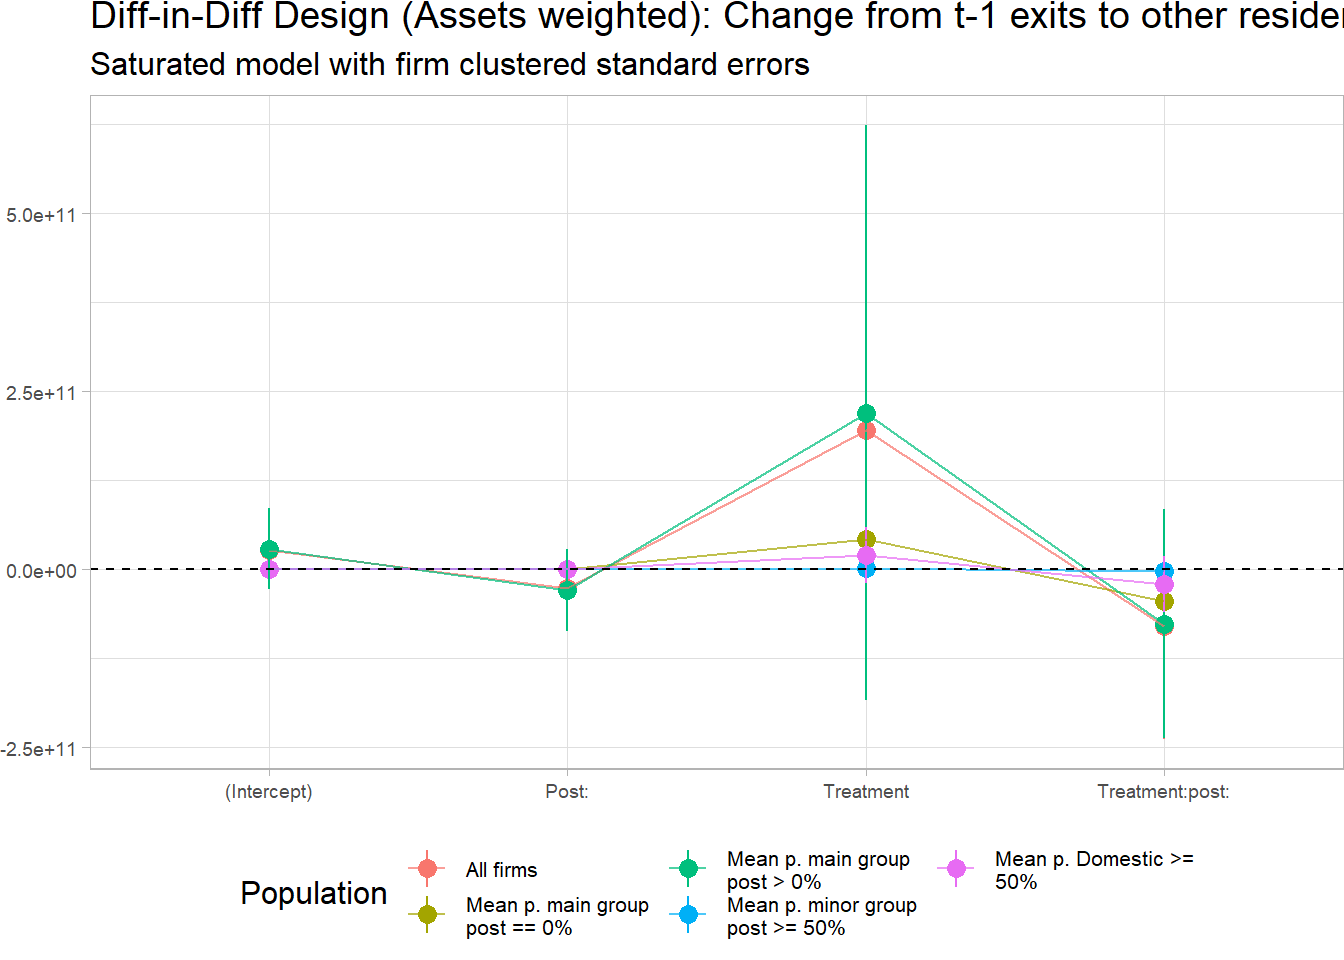 Diff-in-Diff Design (Assets weighted): Change from t-1 exits to other
Saturated model with firm clustered standard errors
5.0e+11
2.5e+11
0.0e+00
-2.5e+11
(Intercept)
Post:
Treatment
Treatment:post:
Population
All firms
Mean p. main group
post == 0%
Mean p. main group
post > 0%
Mean p. minor group
post >= 50%
Mean p. Domestic >=
50%